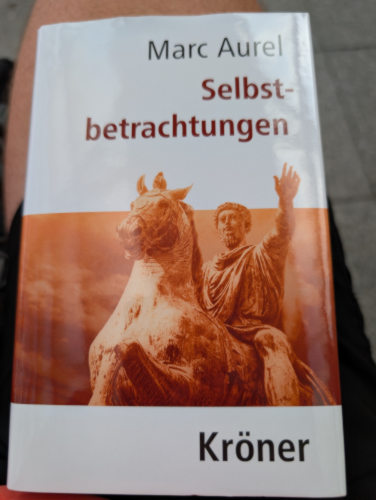 Marc Aurel
Selbst-
betrachtungen
Kröner